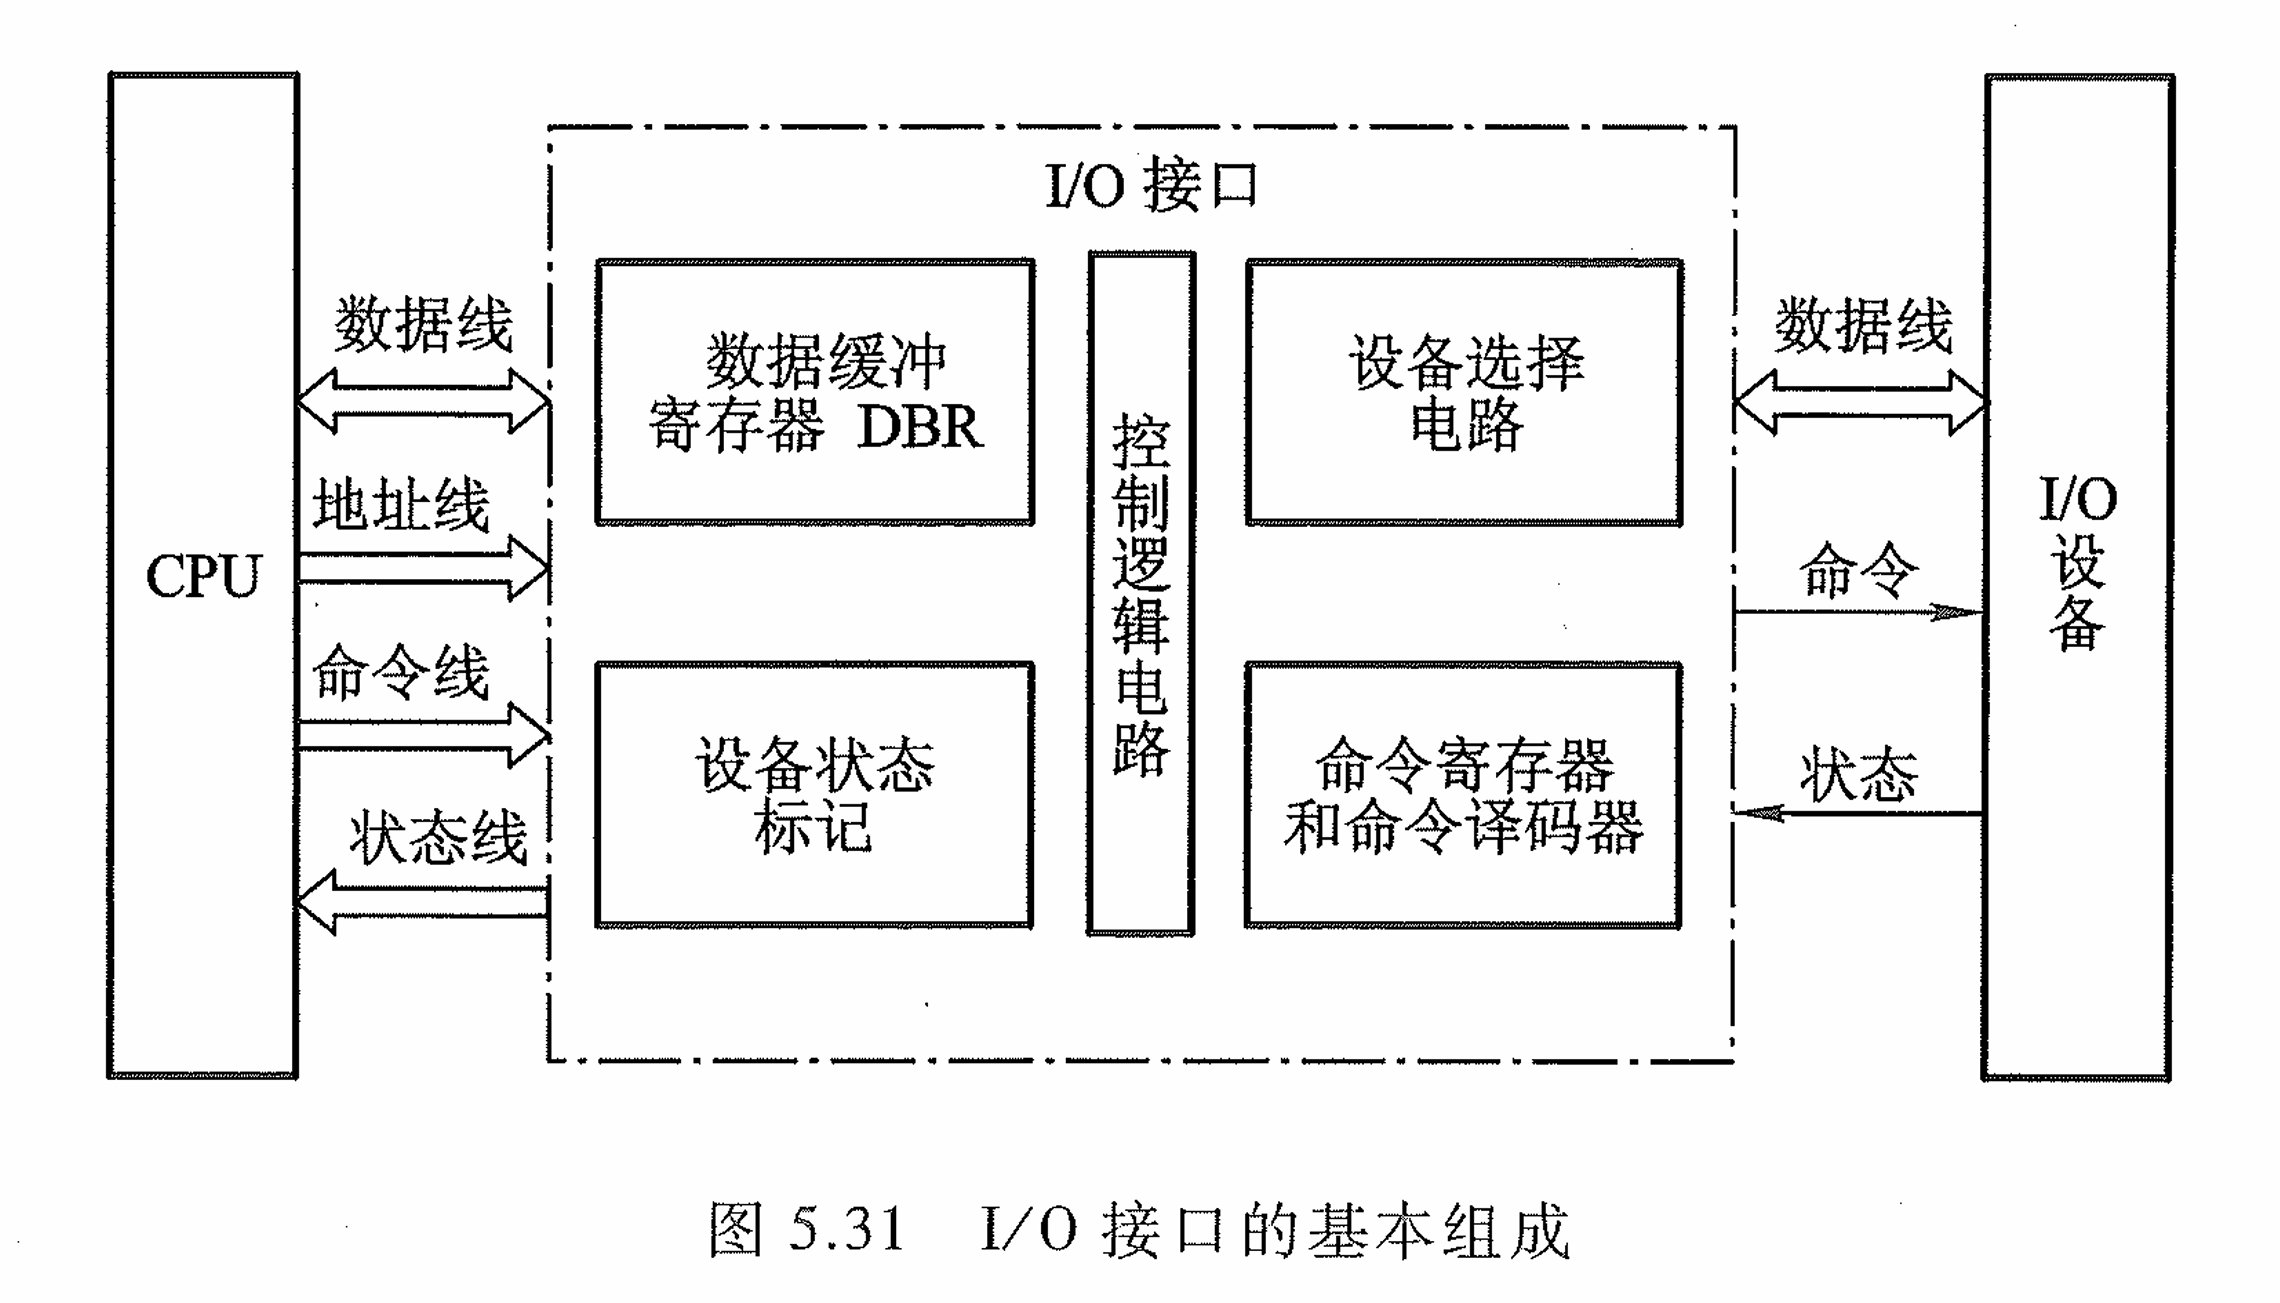 I/O 接口
CPU
数据线
地址线
命令线
状态线
数据缓冲
寄存器 DBR
设备状态
标记
控制逻辑电路
设备选择
电路
命令寄存器
和命令译码器
数据线
命令
状态
I/O
设备
图 5.31 I/O 接口的基本组成